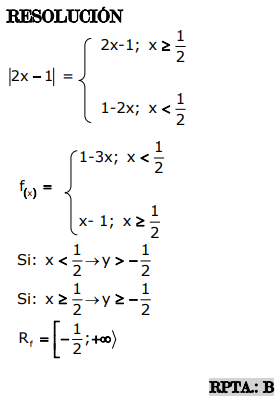 RESOLUCIÓN
|2x − 1| = { 2x-1; x ≥ 1/2
1-2x; x < 1/2
f(x) = { 1-3x; x < 1/2
x- 1; x ≥ 1/2
Si: x < 1/2 → y > − 1/2
Si: x ≥ 1/2 → y ≥ − 1/2
Rf = [− 1/2 ; +∞⟩
RPTA.: B